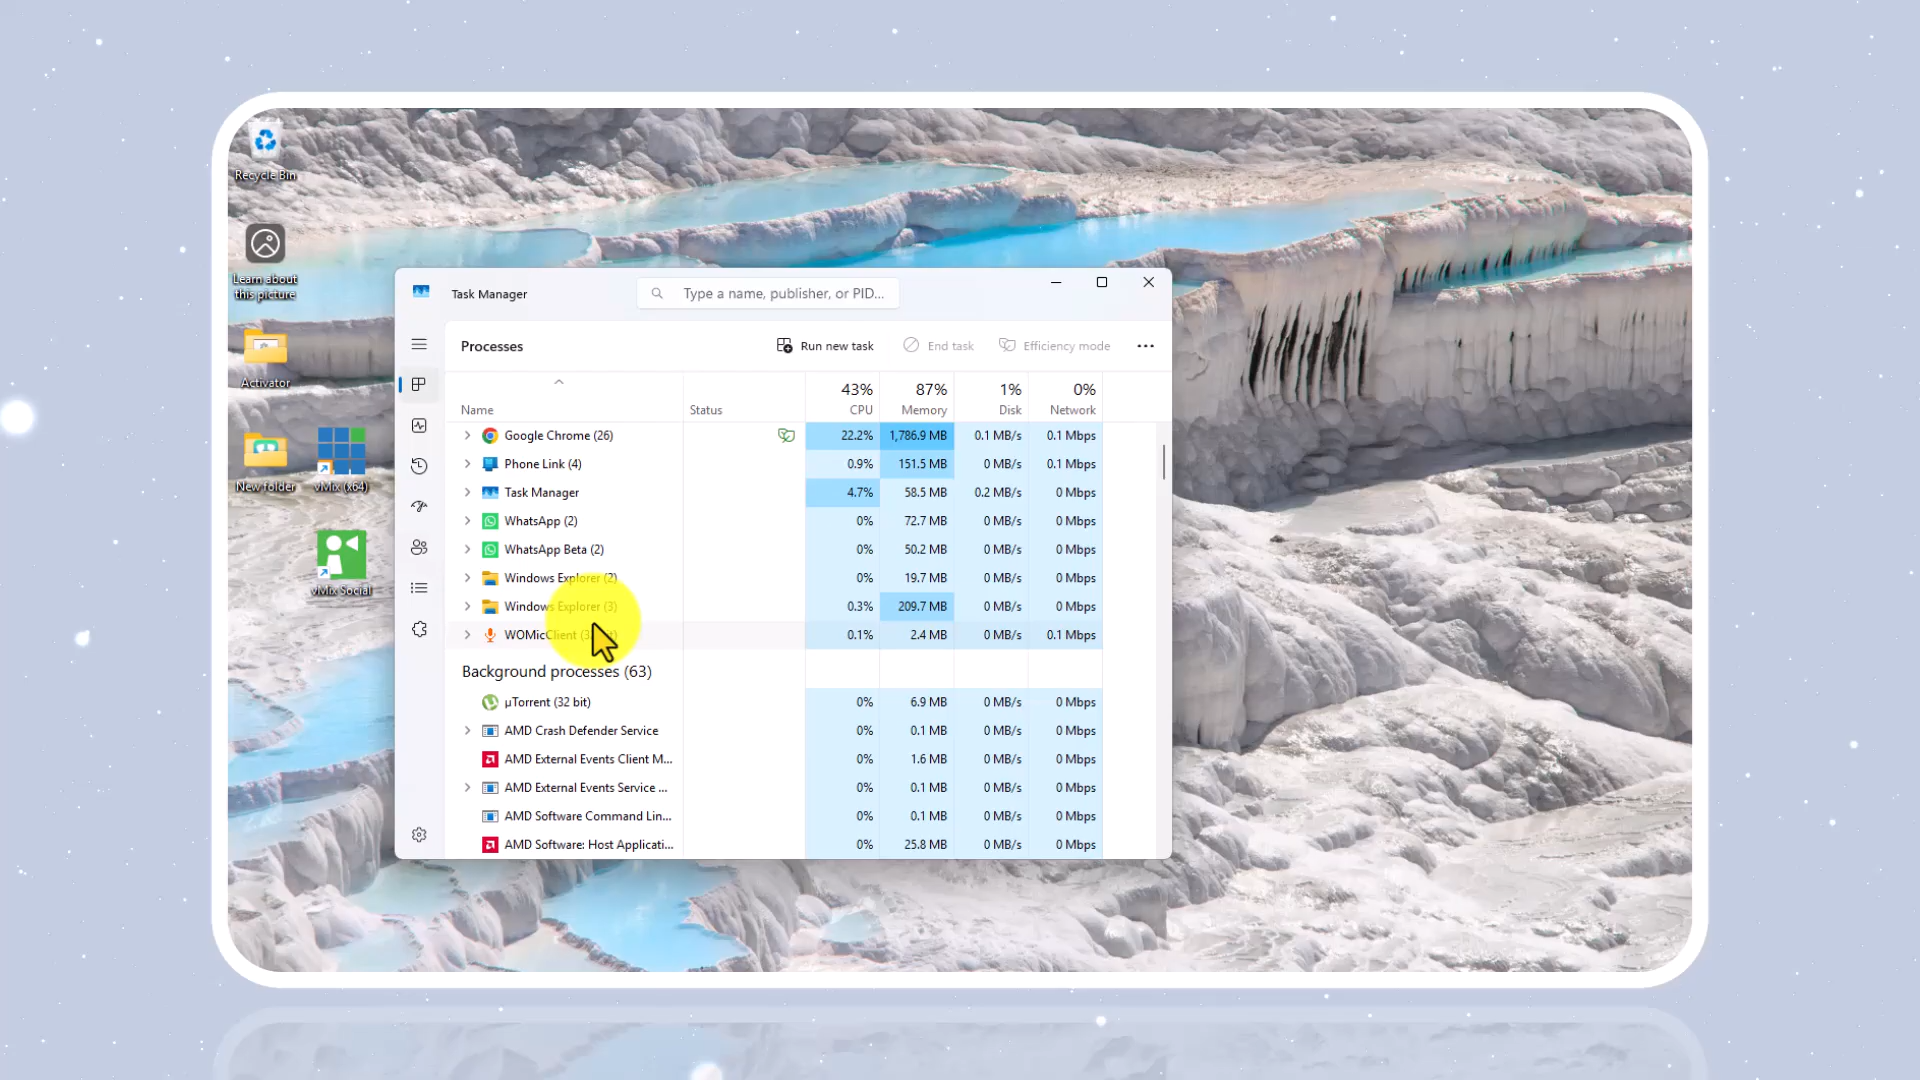 Recycle Bin
Learn about
this picture
Activator
New folder
vMix (x64)
vMix Social
Task Manager
Type a name, publisher, or PID...
Processes
Run new task
End task
Efficiency mode
Name Status 43% CPU 87% Memory 1% Disk 0% Network
Google Chrome (26) 22.2% 1,786.9 MB 0.1 MB/s 0.1 Mbps
Phone Link (4) 0.9% 151.5 MB 0 MB/s 0.1 Mbps
Task Manager 4.7% 58.5 MB 0.2 MB/s 0 Mbps
WhatsApp (2) 0% 72.7 MB 0 MB/s 0 Mbps
WhatsApp Beta (2) 0% 50.2 MB 0 MB/s 0 Mbps
Windows Explorer (2) 0% 19.7 MB 0 MB/s 0 Mbps
Windows Explorer (3) 0.3% 209.7 MB 0 MB/s 0 Mbps
WOMicClient 0.1% 2.4 MB 0 MB/s 0.1 Mbps
Background processes (63)
µTorrent (32 bit) 0% 6.9 MB 0 MB/s 0 Mbps
AMD Crash Defender Service 0% 0.1 MB 0 MB/s 0 Mbps
AMD External Events Client M... 0% 1.6 MB 0 MB/s 0 Mbps
AMD External Events Service ... 0% 0.1 MB 0 MB/s 0 Mbps
AMD Software Command Lin... 0% 0.1 MB 0 MB/s 0 Mbps
AMD Software: Host Applicati... 0% 25.8 MB 0 MB/s 0 Mbps